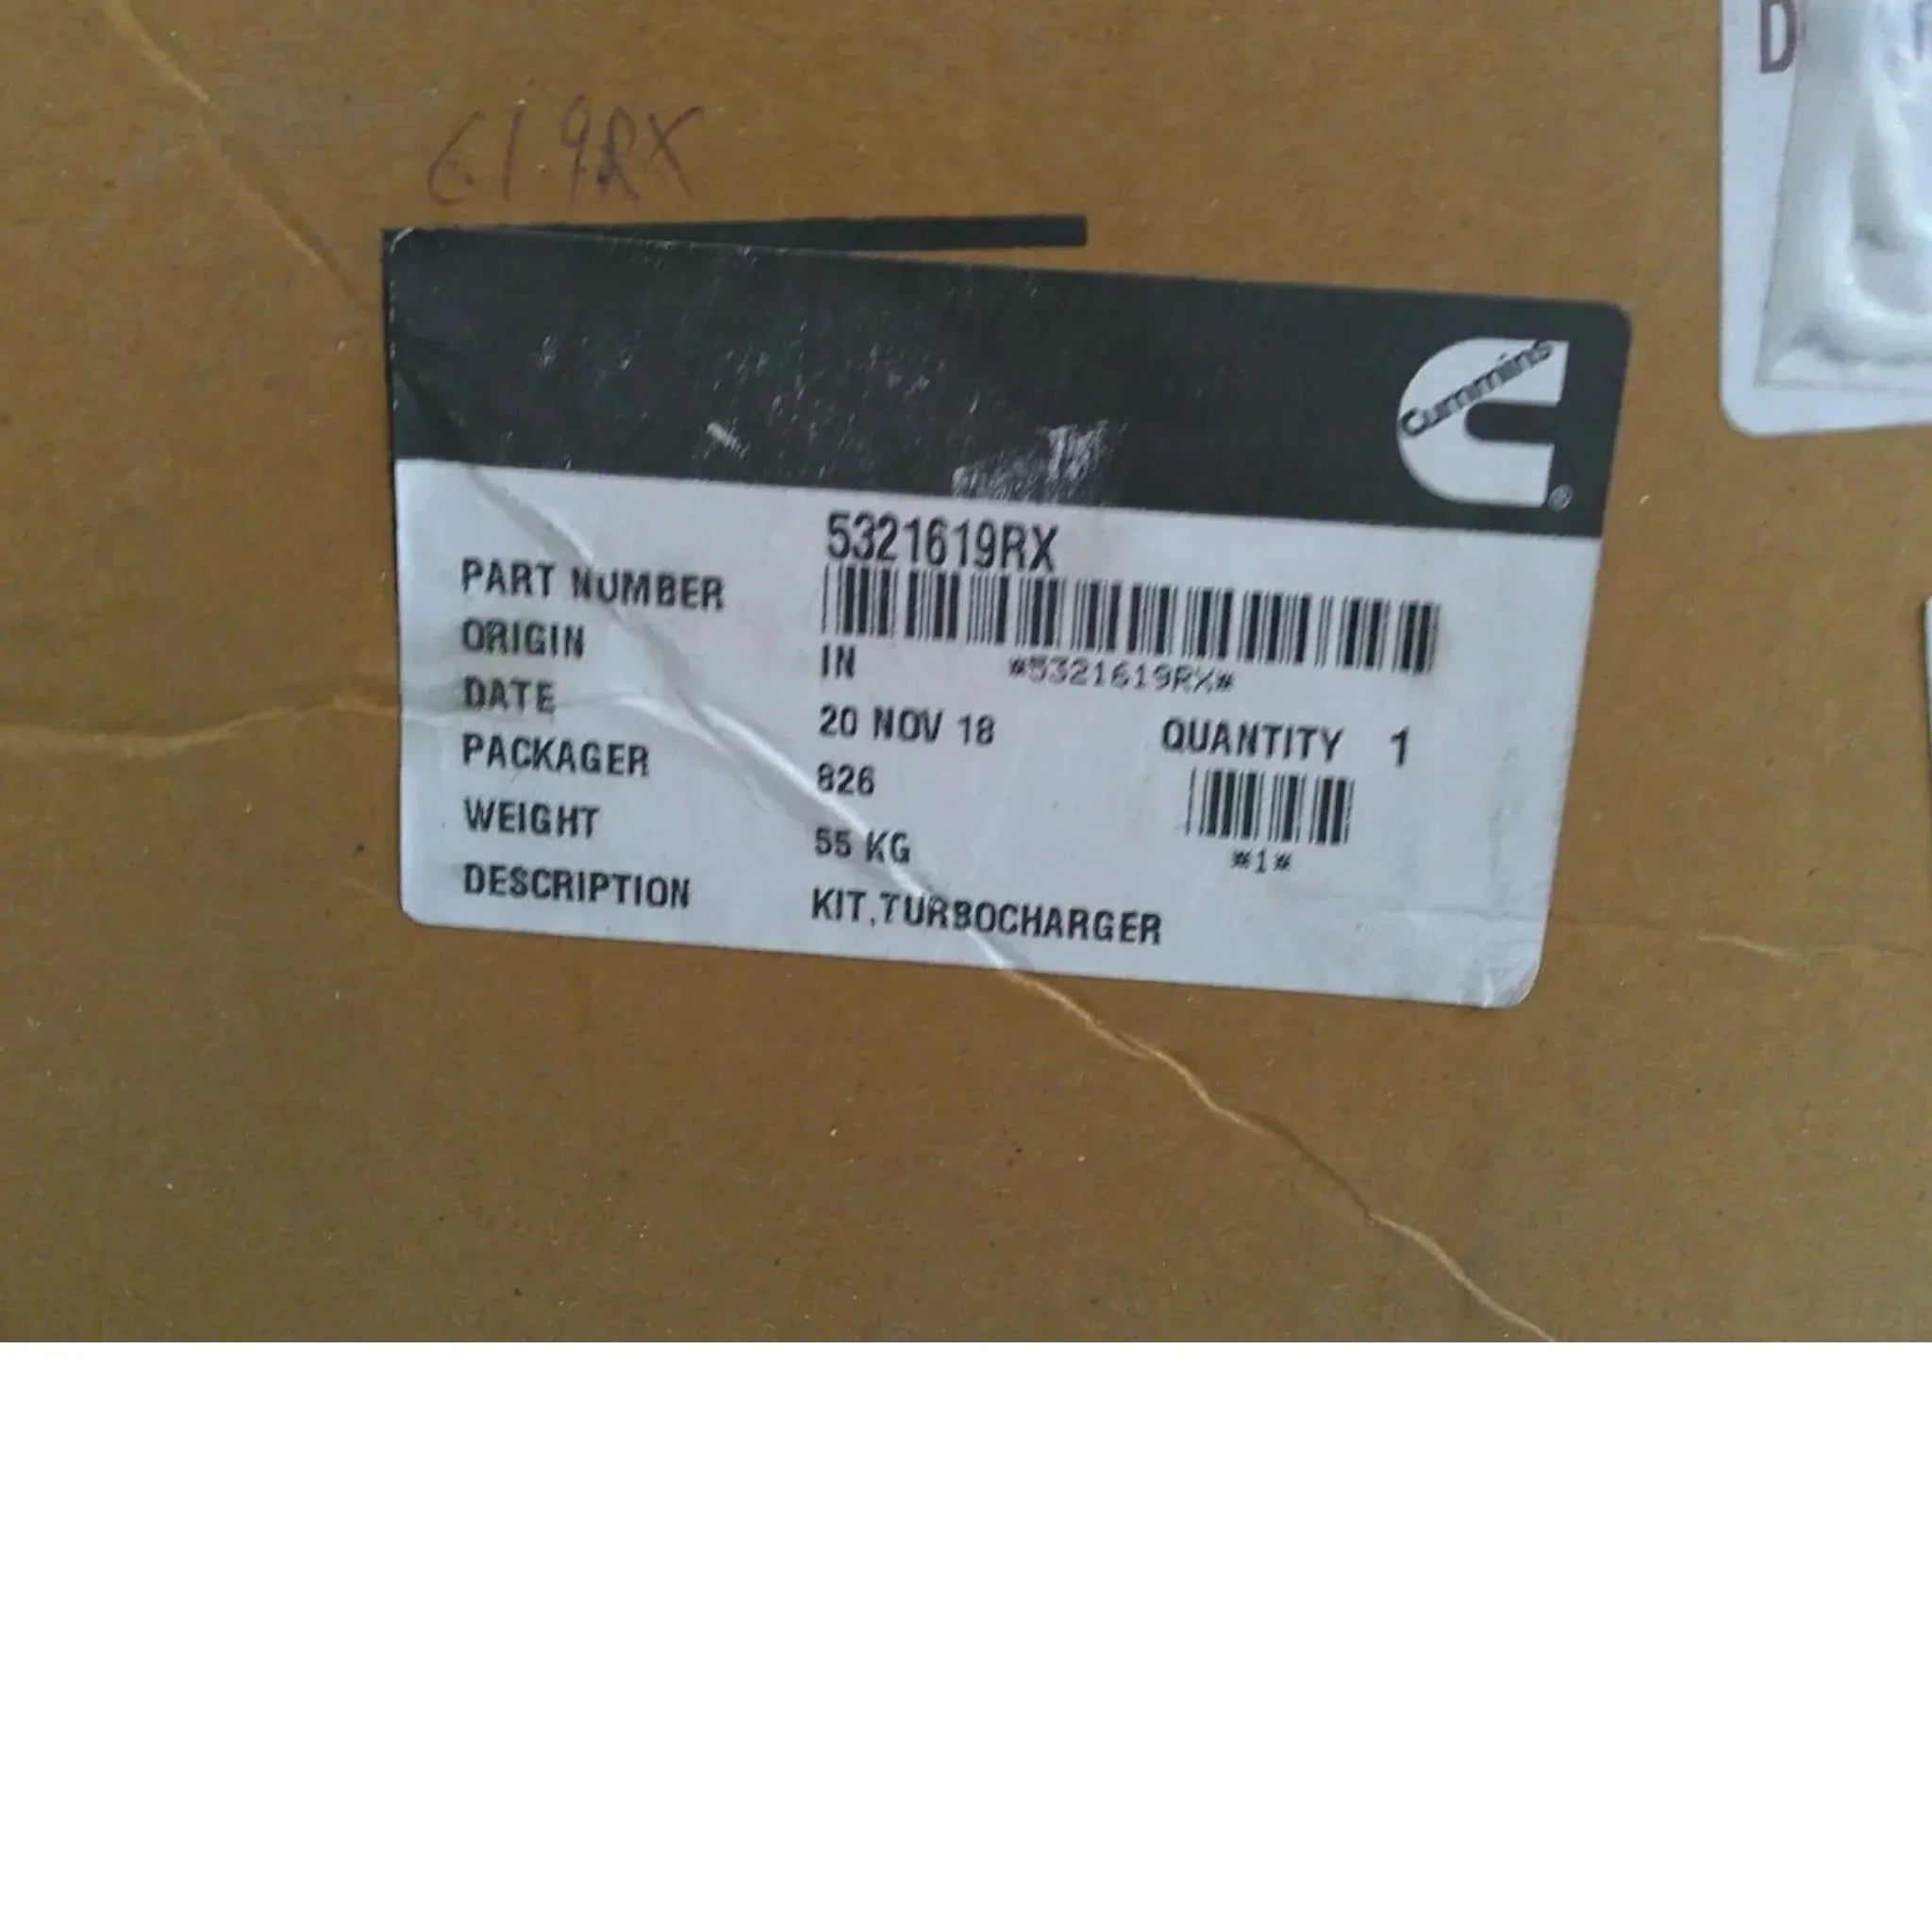 D
619RX
Cummins
®
5321619RX
PART NUMBER
ORIGIN IN *5321619RX*
DATE 20 NOV 18 QUANTITY 1
PACKAGER 826
WEIGHT 55 KG *1*
DESCRIPTION KIT,TURBOCHARGER